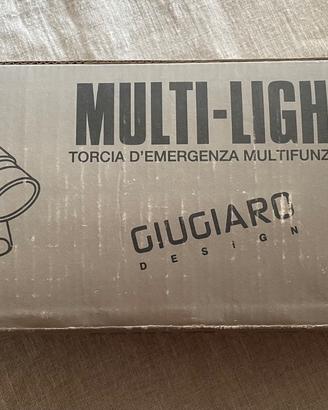 MULTI-LIGH
TORCIA D'EMERGENZA MULTIFUNZ
GIUGIARO
DESiGN